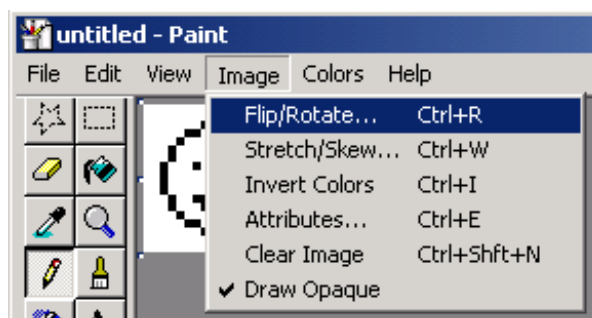 untitled - Paint
File Edit View Image Colors Help
Flip/Rotate... Ctrl+R
Stretch/Skew... Ctrl+W
Invert Colors Ctrl+I
Attributes... Ctrl+E
Clear Image Ctrl+Shft+N
Draw Opaque